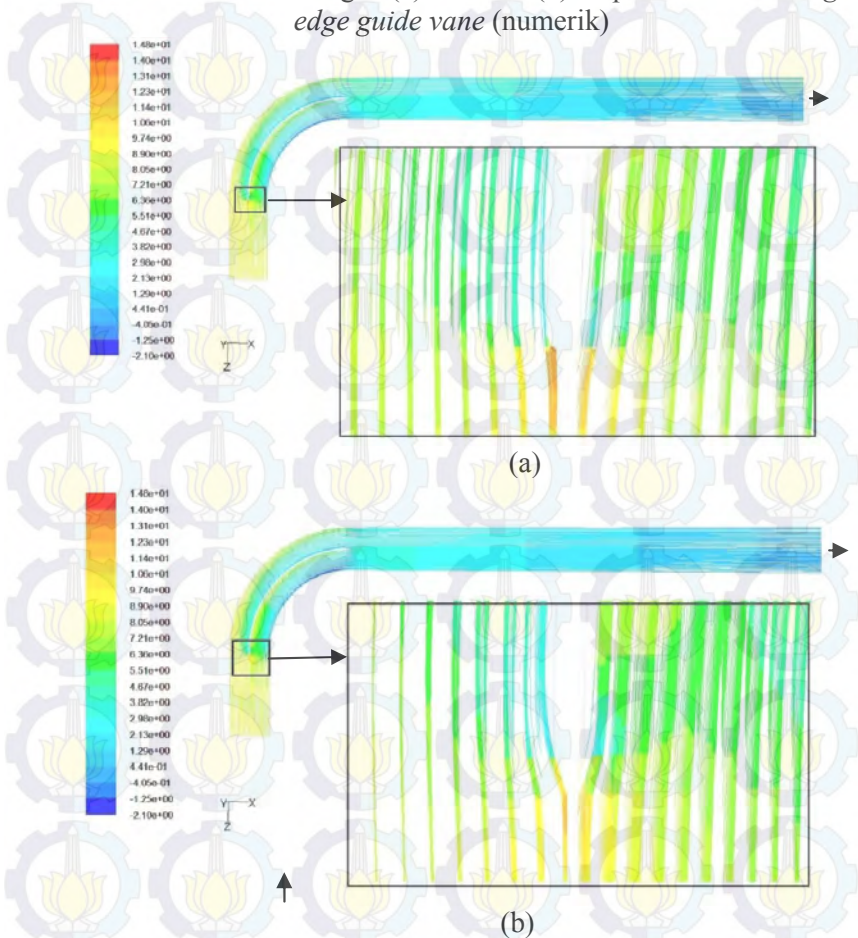 edge guide vane (numerik)
1.48e+01
1.40e+01
1.31e+01
1.23e+01
1.14e+01
1.06e+01
9.74e+00
8.90e+00
8.05e+00
7.21e+00
6.36e+00
5.51e+00
4.67e+00
3.82e+00
2.98e+00
2.13e+00
1.29e+00
4.41e-01
-4.05e-01
-1.25e+00
-2.10e+00
Y X
Z
(a)
1.48e+01
1.40e+01
1.31e+01
1.23e+01
1.14e+01
1.06e+01
9.74e+00
8.90e+00
8.05e+00
7.21e+00
6.36e+00
5.51e+00
4.67e+00
3.82e+00
2.98e+00
2.13e+00
1.29e+00
4.41e-01
-4.05e-01
-1.25e+00
-2.10e+00
Y X
Z
(b)